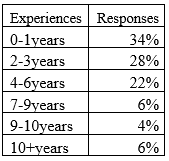 Experiences Responses
0-1years 34%
2-3years 28%
4-6years 22%
7-9years 6%
9-10years 4%
10+years 6%